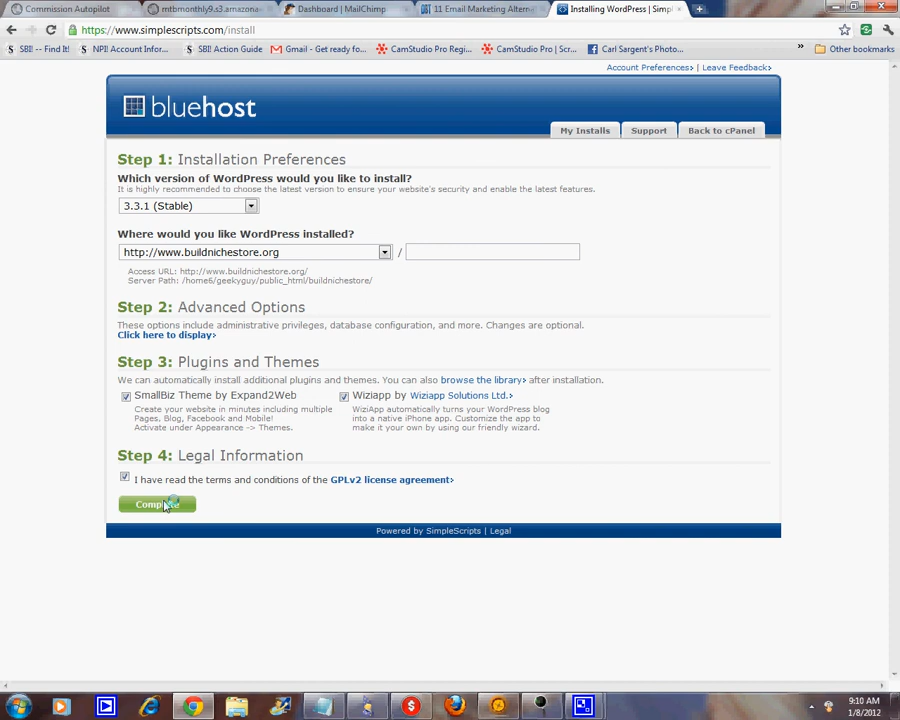 Commission Autopilot
mtbmonthly9.s3.amazona
Dashboard | MailChimp
11 Email Marketing Altern
Installing WordPress | Simpl
https://www.simplescripts.com/install
SBI! -- Find It!
NPI! Account Infor...
SBI! Action Guide
Gmail - Get ready fo...
CamStudio Pro Regi...
CamStudio Pro | Scr...
Carl Sargent's Photo...
»
Other bookmarks
Account Preferences› | Leave Feedback›
bluehost
My Installs
Support
Back to cPanel
Step 1: Installation Preferences
Which version of WordPress would you like to install?
It is highly recommended to choose the latest version to ensure your website's security and enable the latest features.
3.3.1 (Stable)
Where would you like WordPress installed?
http://www.buildnichestore.org /
Access URL: http://www.buildnichestore.org/
Server Path: /home6/geekyguy/public_html/buildnichestore/
Step 2: Advanced Options
These options include administrative privileges, database configuration, and more. Changes are optional.
Click here to display›
Step 3: Plugins and Themes
We can automatically install additional plugins and themes. You can also browse the library› after installation.
SmallBiz Theme by Expand2Web
Create your website in minutes including multiple
Pages, Blog, Facebook and Mobile!
Activate under Appearance -> Themes.
Wiziapp by Wiziapp Solutions Ltd.›
WiziApp automatically turns your WordPress blog
into a native iPhone app. Customize the app to
make it your own by using our friendly wizard.
Step 4: Legal Information
I have read the terms and conditions of the GPLv2 license agreement›
Complete
Powered by SimpleScripts | Legal
9:10 AM
1/8/2012